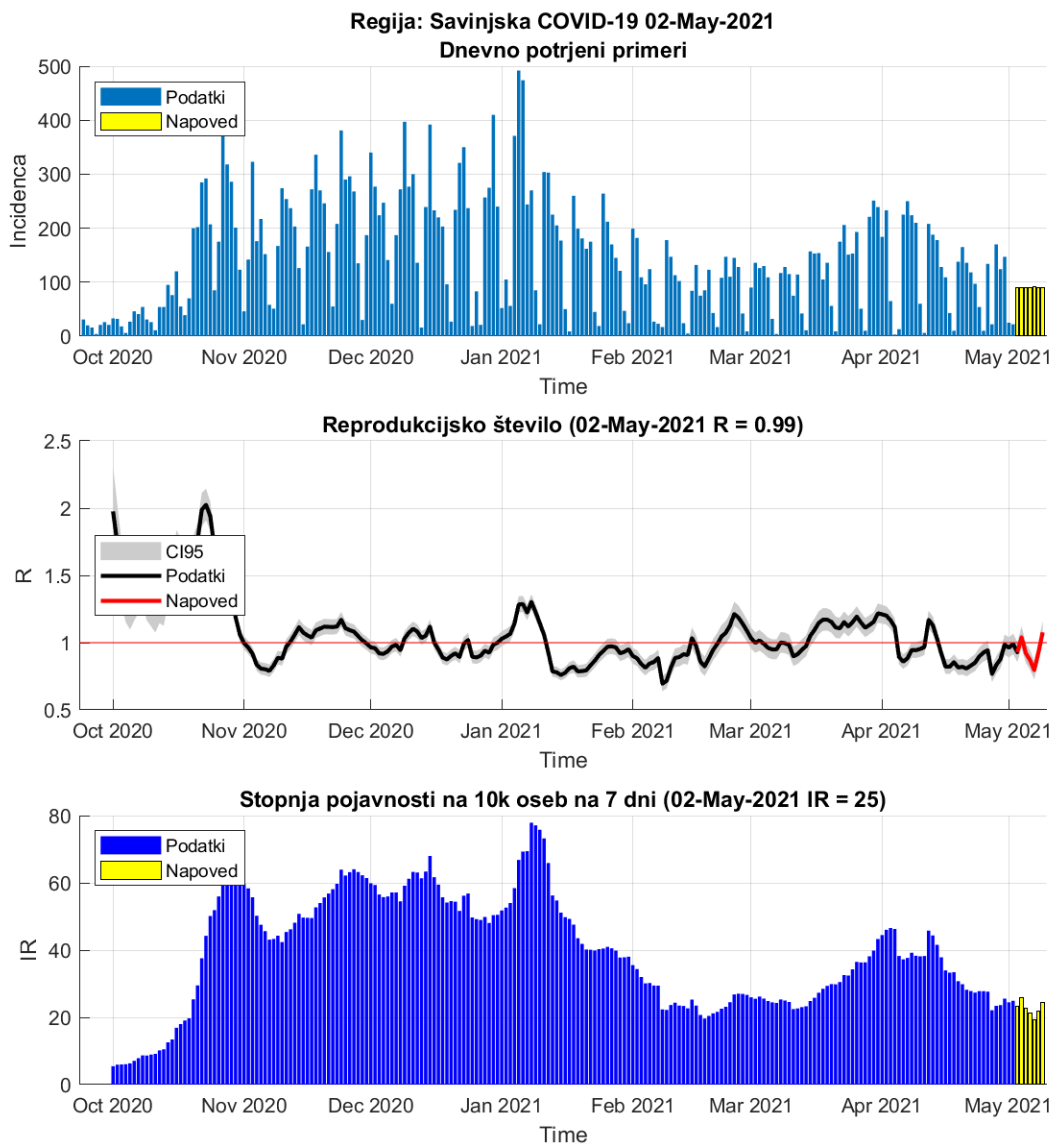 Regija: Savinjska COVID-19 02-May-2021
Dnevno potrjeni primeri
500
400
300
200
100
0
Incidenca
Podatki
Napoved
Oct 2020 Nov 2020 Dec 2020 Jan 2021 Feb 2021 Mar 2021 Apr 2021 May 2021
Time
Reprodukcijsko število (02-May-2021 R = 0.99)
2.5
2
1.5
1
0.5
R
CI95
Podatki
Napoved
Oct 2020 Nov 2020 Dec 2020 Jan 2021 Feb 2021 Mar 2021 Apr 2021 May 2021
Time
Stopnja pojavnosti na 10k oseb na 7 dni (02-May-2021 IR = 25)
80
60
40
20
0
IR
Podatki
Napoved
Oct 2020 Nov 2020 Dec 2020 Jan 2021 Feb 2021 Mar 2021 Apr 2021 May 2021
Time